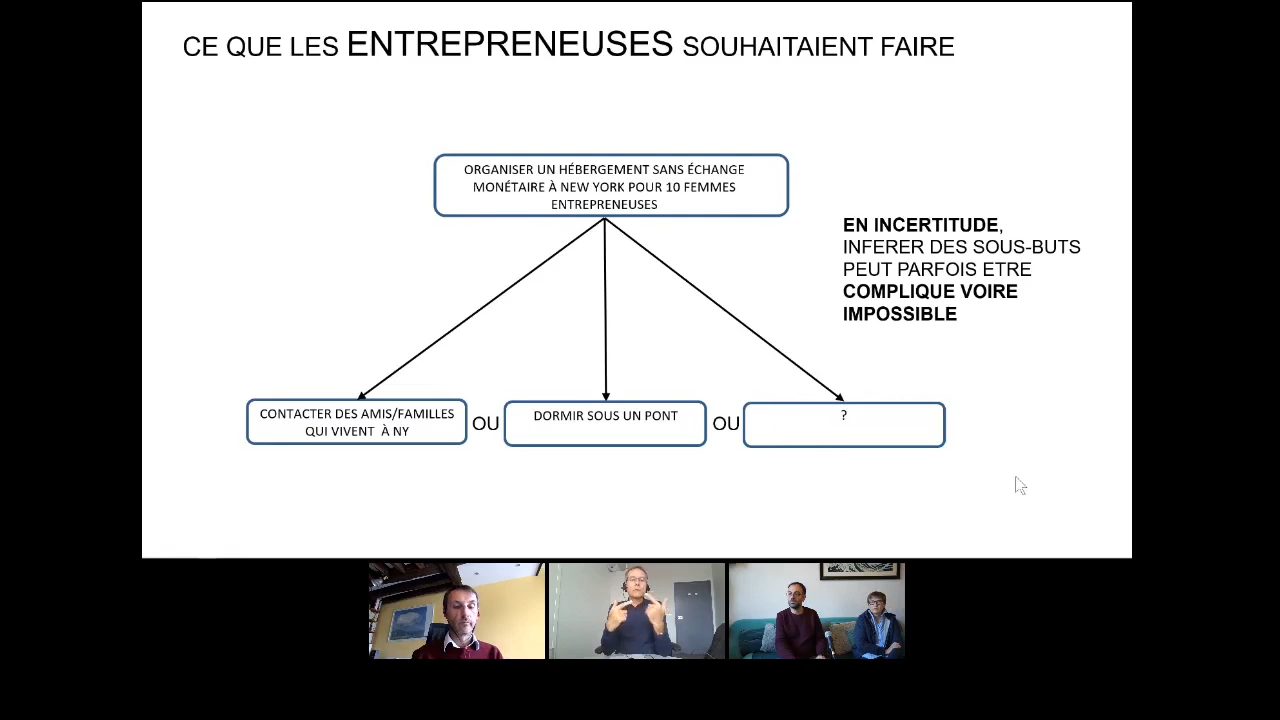 CE QUE LES ENTREPRENEUSES SOUHAITAIENT FAIRE
ORGANISER UN HÉBERGEMENT SANS ÉCHANGE
MONÉTAIRE À NEW YORK POUR 10 FEMMES
ENTREPRENEUSES
EN INCERTITUDE,
INFERER DES SOUS-BUTS
PEUT PARFOIS ETRE
COMPLIQUE VOIRE
IMPOSSIBLE
CONTACTER DES AMIS/FAMILLES
QUI VIVENT À NY
OU
DORMIR SOUS UN PONT
OU
?